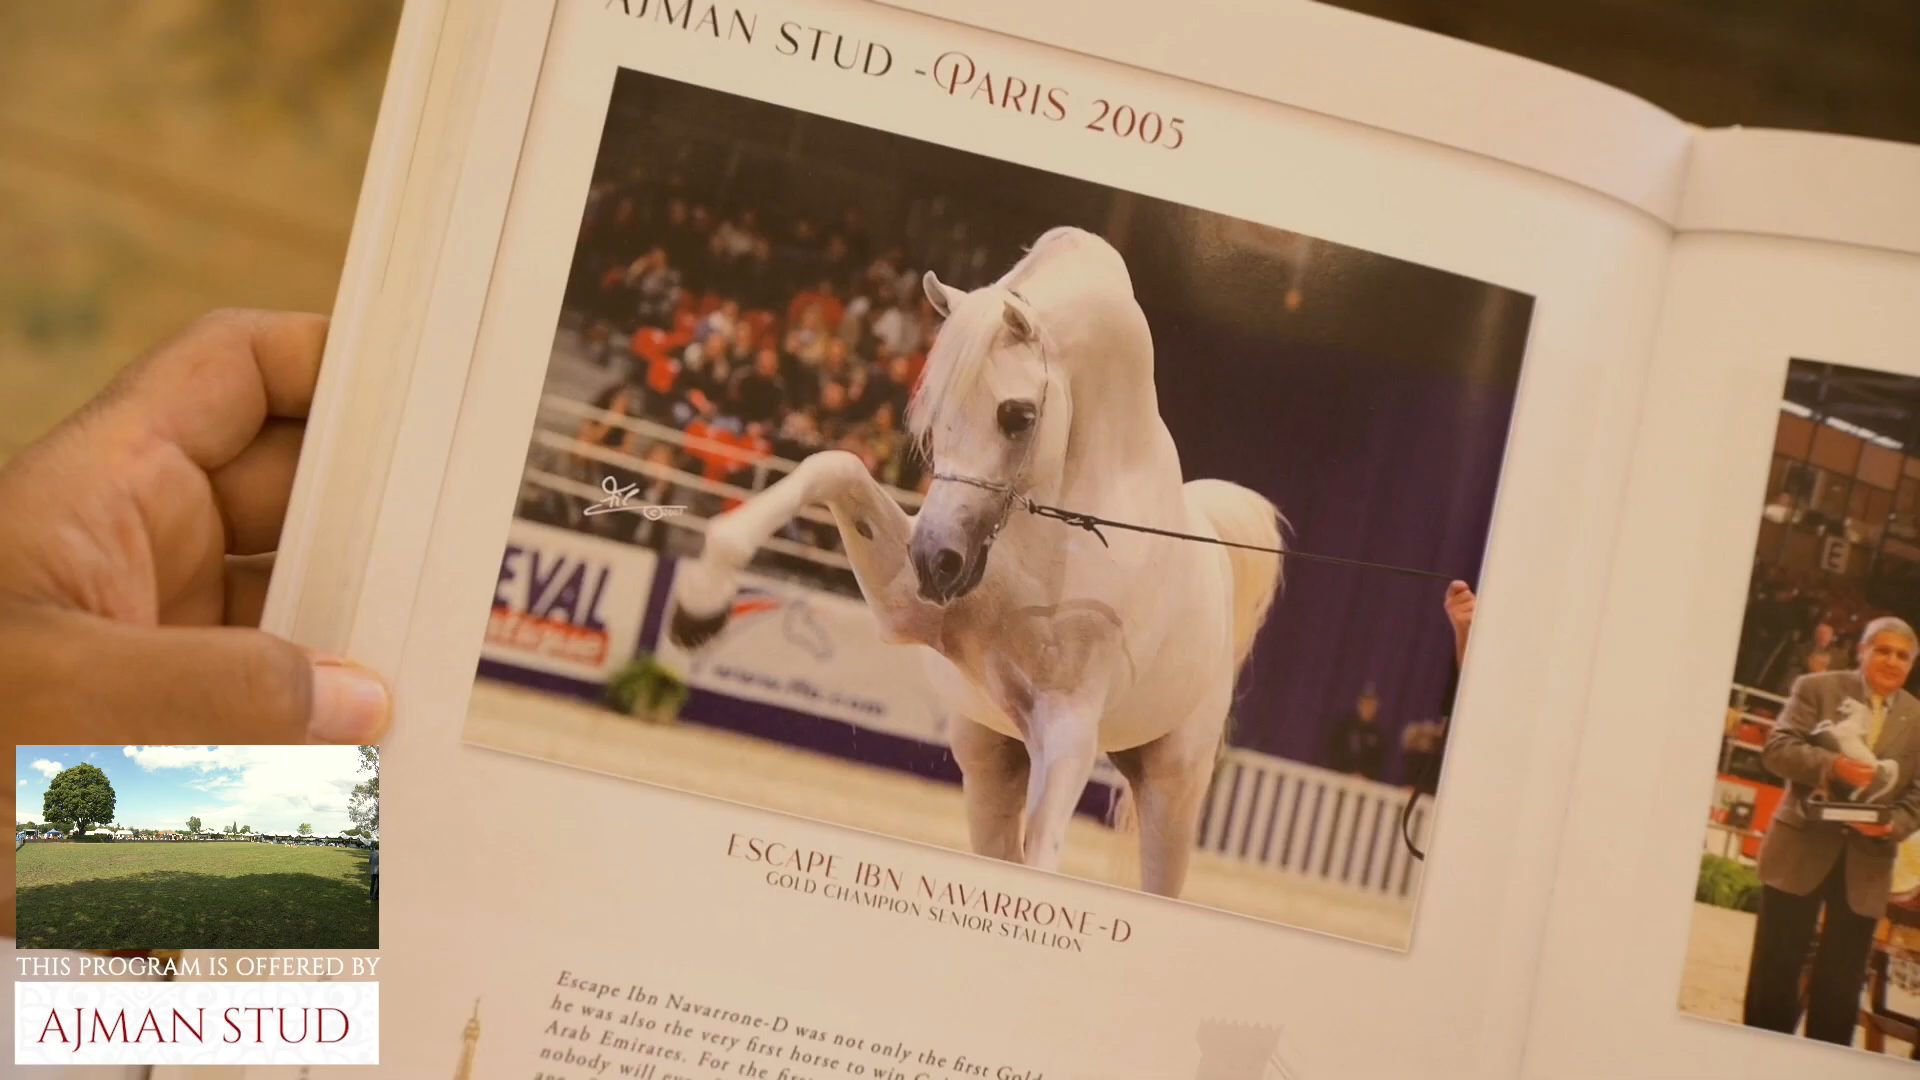 AJMAN STUD - PARIS 2005
©2007
EVAL
ESCAPE IBN NAVARRONE-D
GOLD CHAMPION SENIOR STALLION
Escape Ibn Navarrone-D was not only the first Gold
he was also the very first horse to win
Arab Emirates. For the
nobody will
THIS PROGRAM IS OFFERED BY
AJMAN STUD